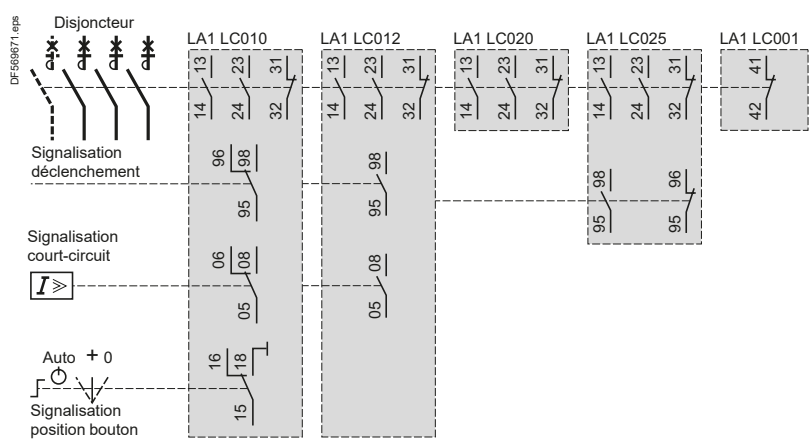 DF569671.eps
Disjoncteur
LA1 LC010 LA1 LC012 LA1 LC020 LA1 LC025 LA1 LC001
13 23 31 13 23 31 13 23 31 13 23 31 41
14 24 32 14 24 32 14 24 32 14 24 32 42
Signalisation
déclenchement
96 98 98 98 96
95 95 95 95
Signalisation
court-circuit
06 08 08
I >
05 05
Auto + 0
16 18
15
Signalisation
position bouton